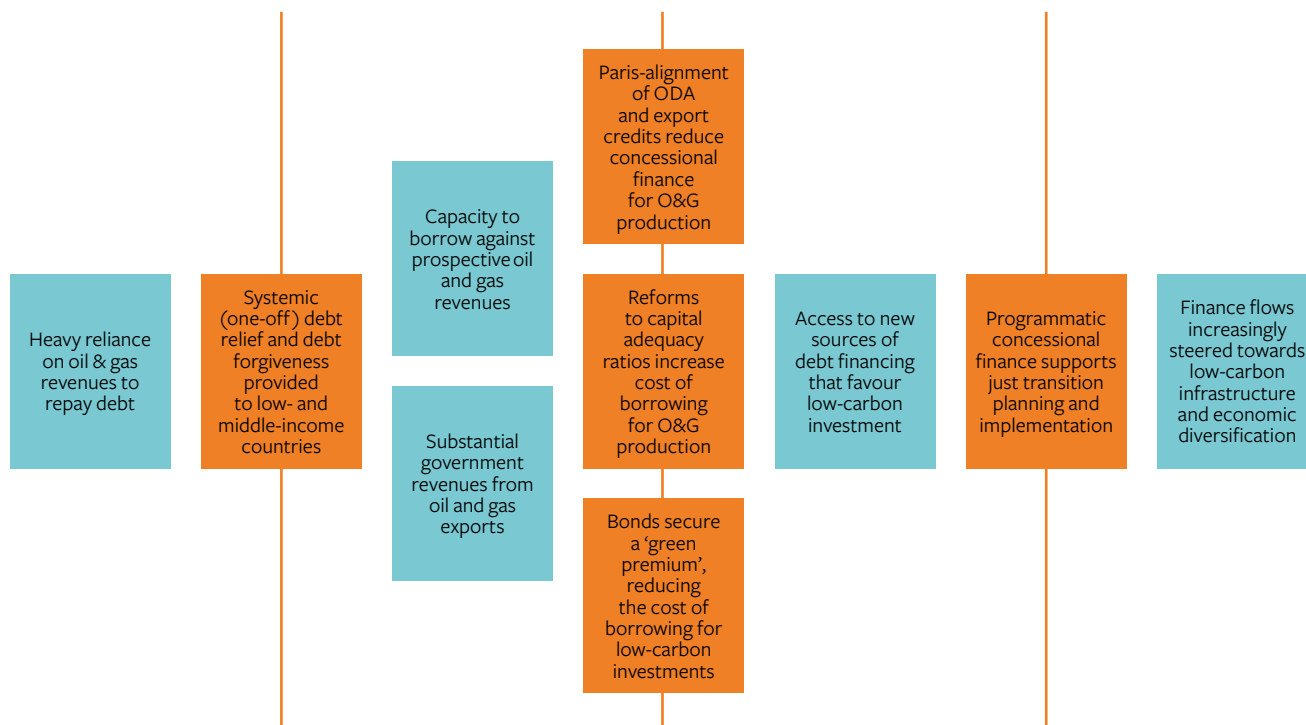 Heavy reliance
on oil & gas
revenues to
repay debt
Systemic
(one-off) debt
relief and debt
forgiveness
provided
to low- and
middle-income
countries
Capacity to
borrow against
prospective oil
and gas
revenues
Substantial
government
revenues from
oil and gas
exports
Paris-alignment
of ODA
and export
credits reduce
concessional
finance
for O&G
production
Reforms
to capital
adequacy
ratios increase
cost of
borrowing
for O&G
production
Bonds secure
a ‘green
premium’,
reducing
the cost of
borrowing for
low-carbon
investments
Access to new
sources of
debt financing
that favour
low-carbon
investment
Programmatic
concessional
finance supports
just transition
planning and
implementation
Finance flows
increasingly
steered towards
low-carbon
infrastructure
and economic
diversification